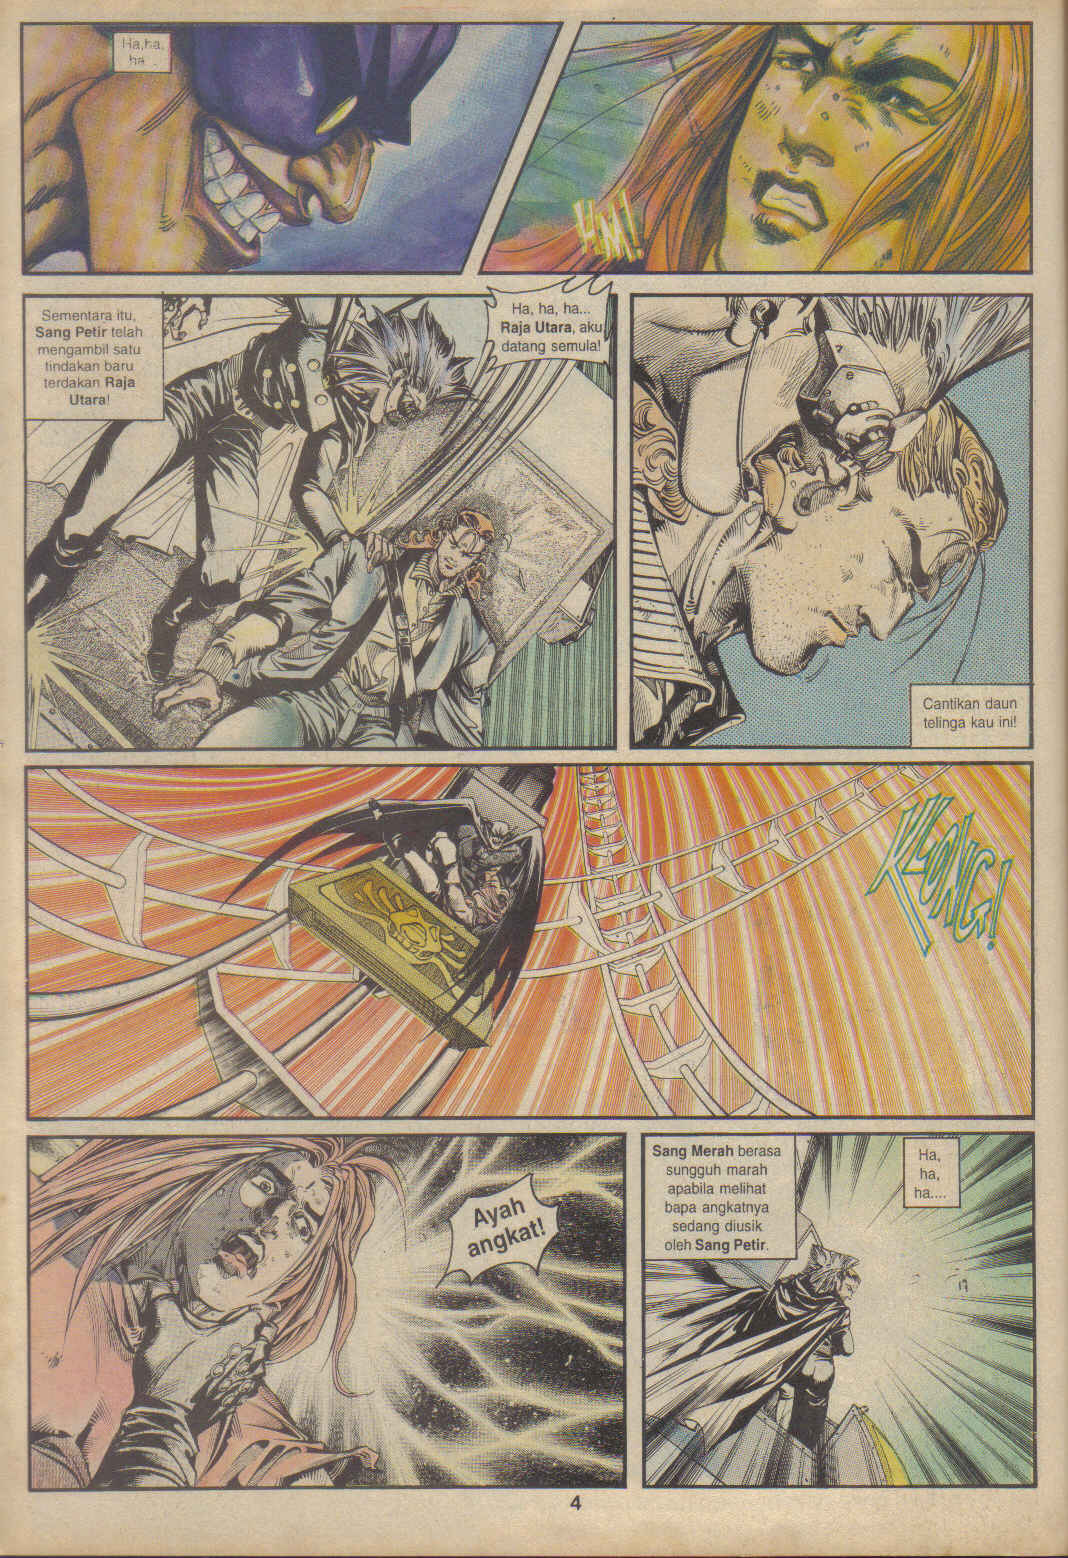 Ha,ha,
ha...
HM!
Sementara itu,
Sang Petir telah
mengambil satu
tindakan baru
terdakan Raja
Utara!
Ha, ha, ha...
Raja Utara, aku
datang semula!
Cantikan daun
telinga kau ini!
KLONG!
Ayah
angkat!
Sang Merah berasa
sungguh marah
apabila melihat
bapa angkatnya
sedang diusik
oleh Sang Petir.
Ha,
ha,
ha....
4